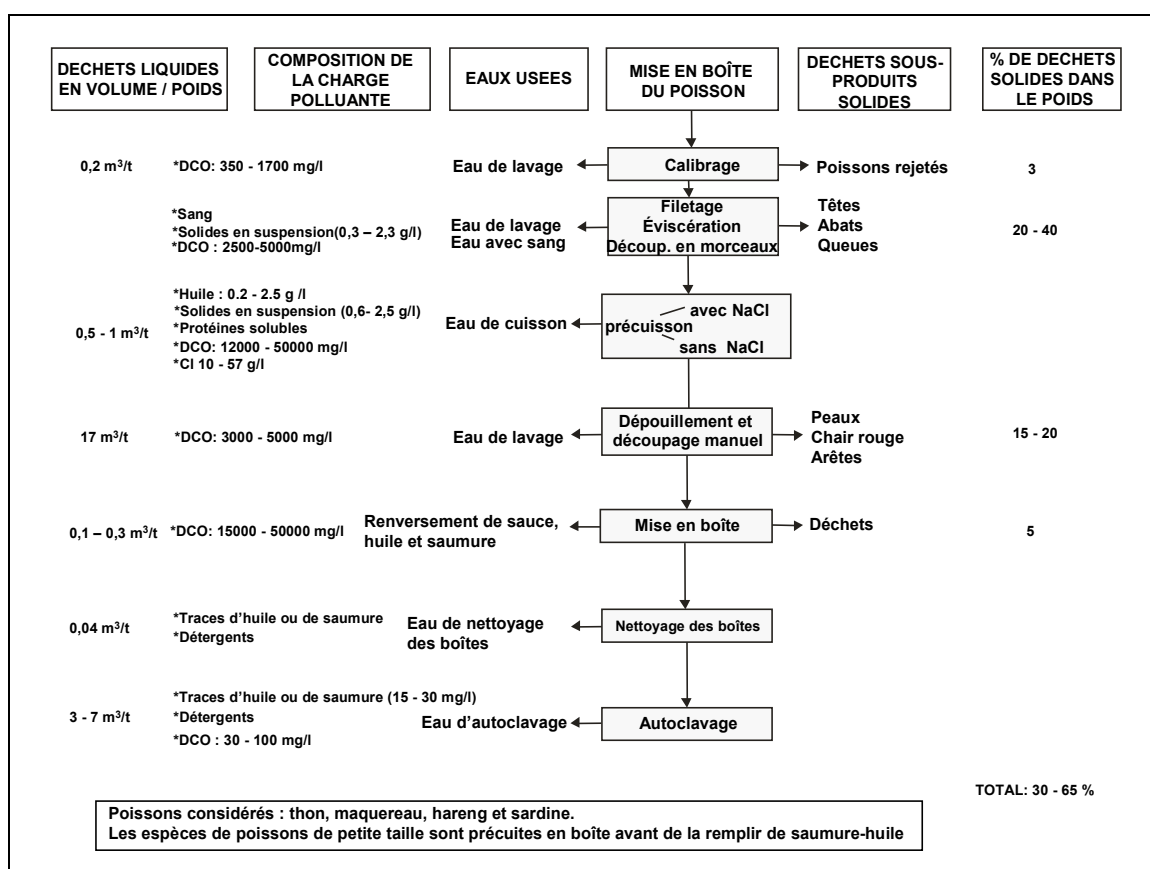 DECHETS LIQUIDES
EN VOLUME / POIDS
COMPOSITION DE
LA CHARGE
POLLUANTE
EAUX USEES
MISE EN BOÎTE
DU POISSON
DECHETS SOUS-
PRODUITS
SOLIDES
% DE DECHETS
SOLIDES DANS
LE POIDS
0,2 m³/t
*DCO: 350 - 1700 mg/l
Eau de lavage
Calibrage
Poissons rejetés
3
*Sang
*Solides en suspension(0,3 – 2,3 g/l)
*DCO : 2500-5000mg/l
Eau de lavage
Eau avec sang
Filetage
Éviscération
Découp. en morceaux
Têtes
Abats
Queues
20 - 40
0,5 - 1 m³/t
*Huile : 0.2 - 2.5 g /l
*Solides en suspension (0,6- 2,5 g/l)
*Protéines solubles
*DCO: 12000 - 50000 mg/l
*Cl 10 - 57 g/l
Eau de cuisson
avec NaCl
précuisson
sans NaCl
17 m³/t
*DCO: 3000 - 5000 mg/l
Eau de lavage
Dépouillement et
découpage manuel
Peaux
Chair rouge
Arêtes
15 - 20
0,1 – 0,3 m³/t
*DCO: 15000 - 50000 mg/l
Renversement de sauce,
huile et saumure
Mise en boîte
Déchets
5
0,04 m³/t
*Traces d’huile ou de saumure
*Détergents
Eau de nettoyage
des boîtes
Nettoyage des boîtes
3 - 7 m³/t
*Traces d’huile ou de saumure (15 - 30 mg/l)
*Détergents
*DCO : 30 - 100 mg/l
Eau d’autoclavage
Autoclavage
TOTAL: 30 - 65 %
Poissons considérés : thon, maquereau, hareng et sardine.
Les espèces de poissons de petite taille sont précuites en boîte avant de la remplir de saumure-huile